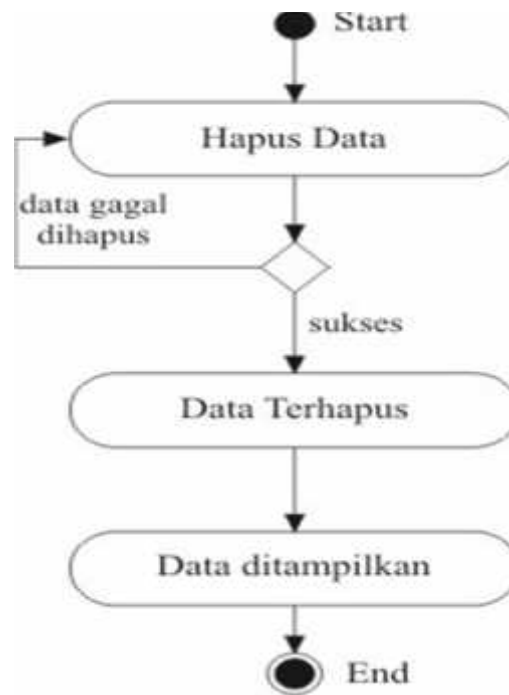 Start
Hapus Data
data gagal
dihapus
sukses
Data Terhapus
Data ditampilkan
End